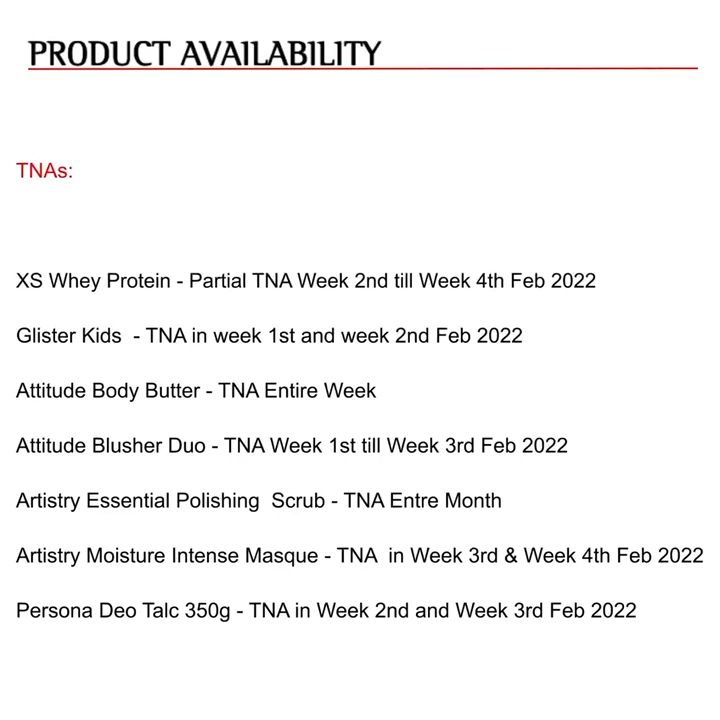 PRODUCT AVAILABILITY
TNAs:
XS Whey Protein - Partial TNA Week 2nd till Week 4th Feb 2022
Glister Kids  - TNA in week 1st and week 2nd Feb 2022
Attitude Body Butter - TNA Entire Week
Attitude Blusher Duo - TNA Week 1st till Week 3rd Feb 2022
Artistry Essential Polishing  Scrub - TNA Entre Month
Artistry Moisture Intense Masque - TNA  in Week 3rd & Week 4th Feb 2022
Persona Deo Talc 350g - TNA in Week 2nd and Week 3rd Feb 2022